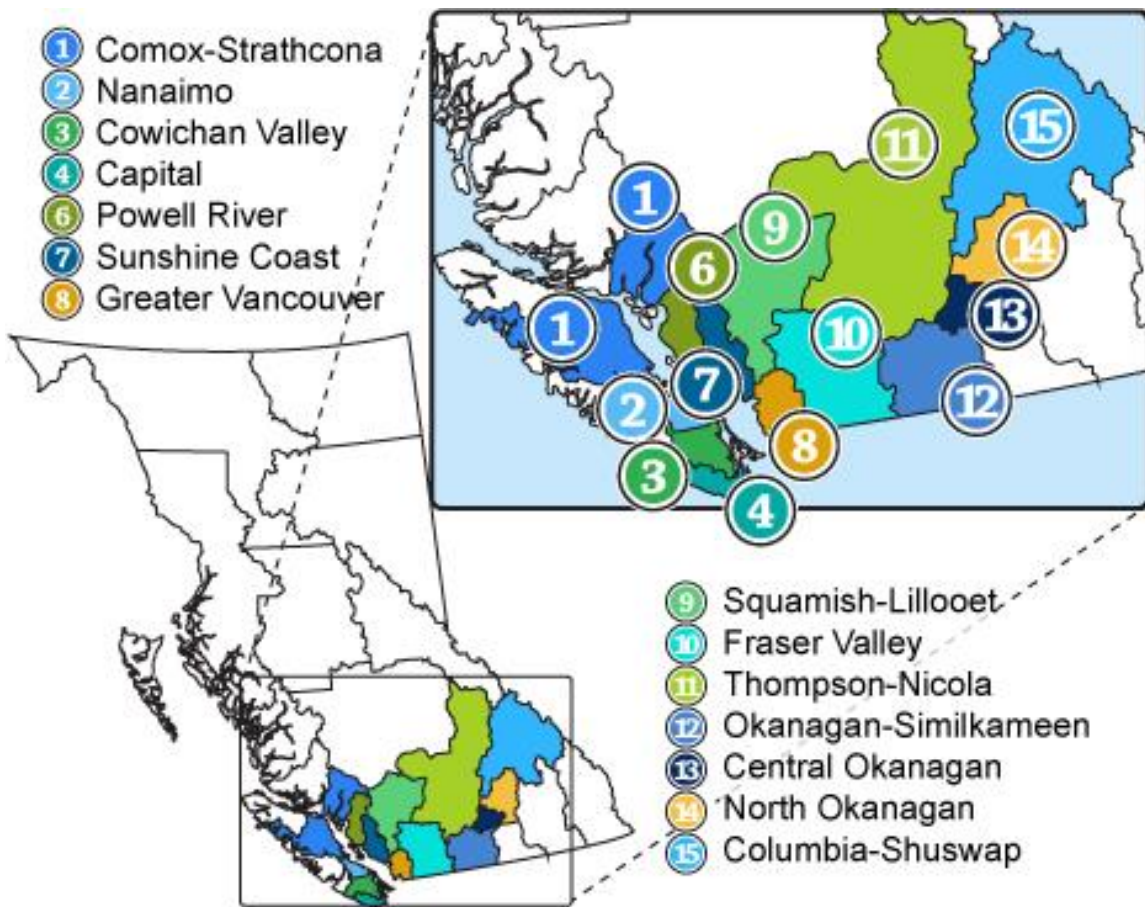 1 Comox-Strathcona
2 Nanaimo
3 Cowichan Valley
4 Capital
6 Powell River
7 Sunshine Coast
8 Greater Vancouver
15
11
1
9
14
6
13
1
10
7
12
2
8
3
4
9 Squamish-Lillooet
10 Fraser Valley
11 Thompson-Nicola
12 Okanagan-Similkameen
13 Central Okanagan
14 North Okanagan
15 Columbia-Shuswap